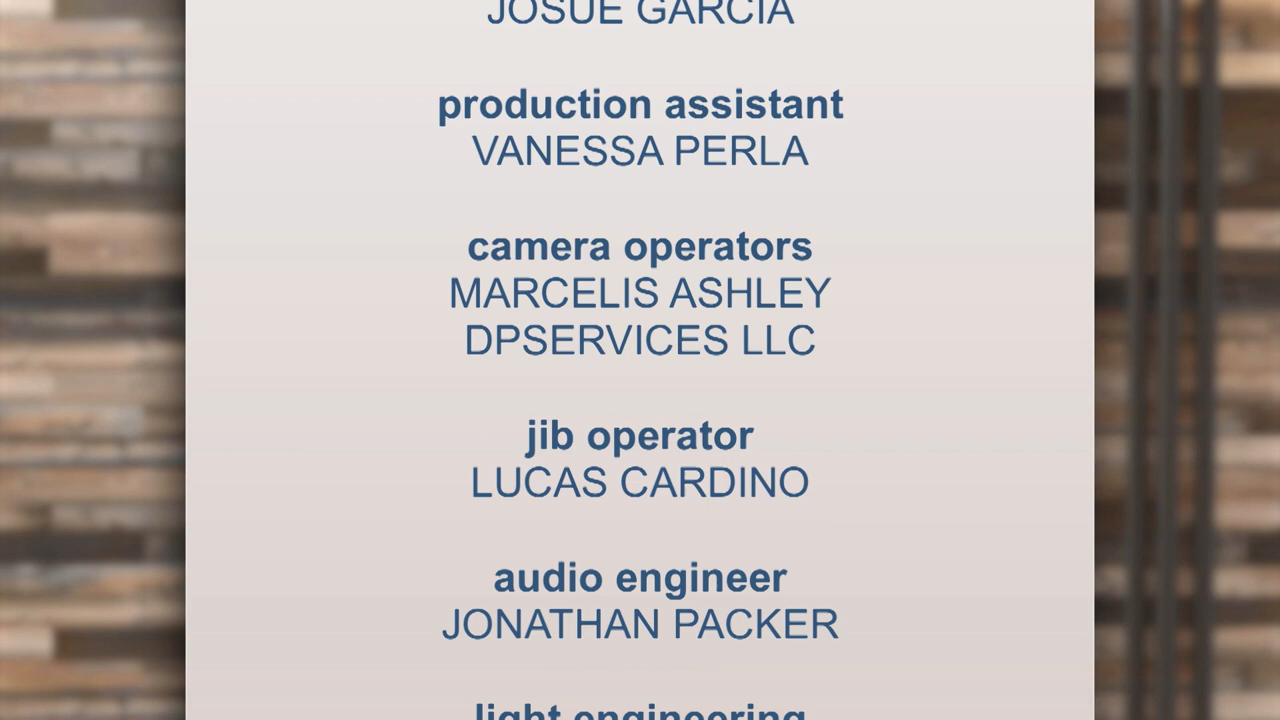 JOSUE GARCIA
production assistant
VANESSA PERLA
camera operators
MARCELIS ASHLEY
DPSERVICES LLC
jib operator
LUCAS CARDINO
audio engineer
JONATHAN PACKER
light engineering